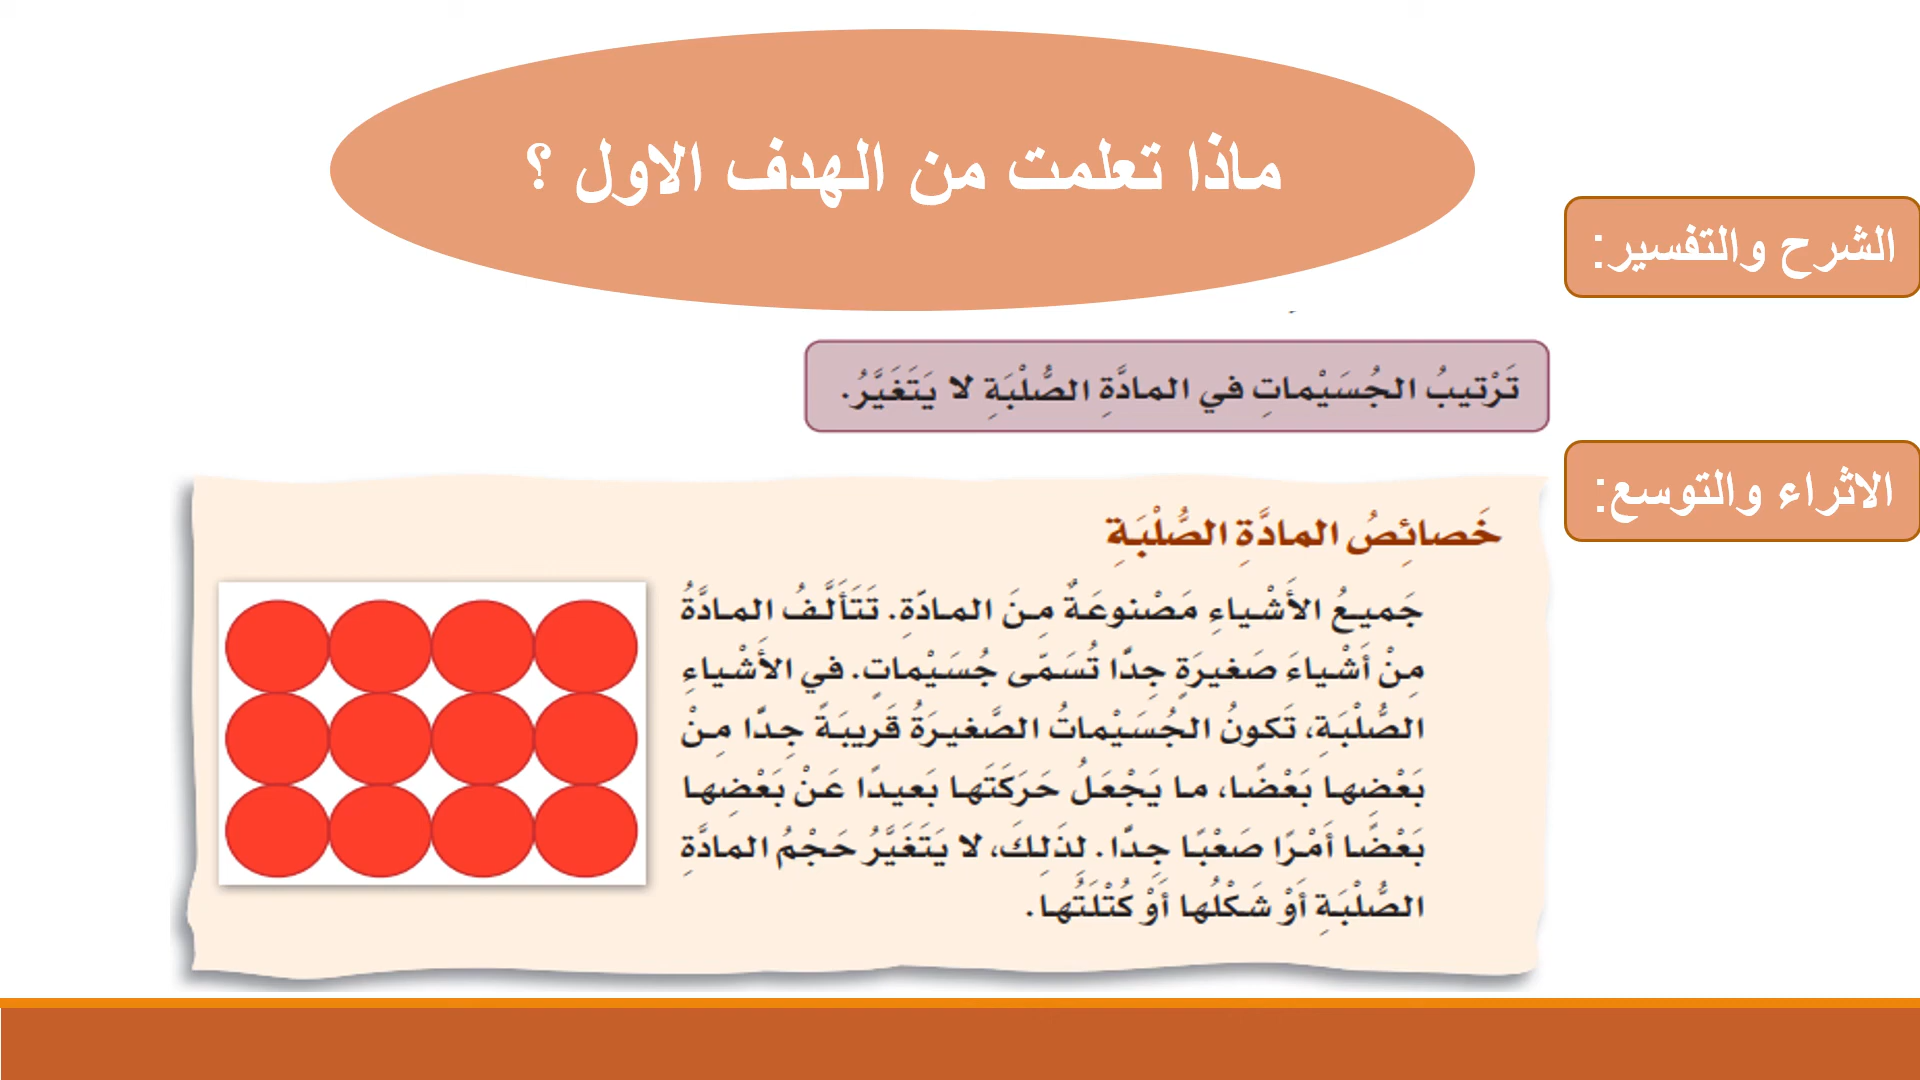 ماذا تعلمت من الهدف الاول ؟
الشرح والتفسير:
تَرْتيبُ الجُسَيْماتِ في المادَّةِ الصُّلْبَةِ لا يَتَغَيَّرُ.
الاثراء والتوسع:
خَصائِصُ المادَّةِ الصُّلْبَةِ
جَميعُ الأَشْياءِ مَصْنوعَةٌ مِنَ المادّةِ. تَتَأَلَّفُ المادَّةُ
مِنْ أَشْياءَ صَغيرَةٍ جِدًّا تُسَمّى جُسَيْماتٍ. في الأَشْياءِ
الصُّلْبَةِ، تَكونُ الجُسَيْماتُ الصَّغيرَةُ قَريبَةً جِدًّا مِنْ
بَعْضِها بَعْضًا، ما يَجْعَلُ حَرَكَتَها بَعيدًا عَنْ بَعْضِها
بَعْضًا أَمْرًا صَعْبًا جِدًّا. لِذَلِكَ، لا يَتَغَيَّرُ حَجْمُ المادَّةِ
الصُّلْبَةِ أَوْ شَكْلُها أَوْ كُتْلَتُها.